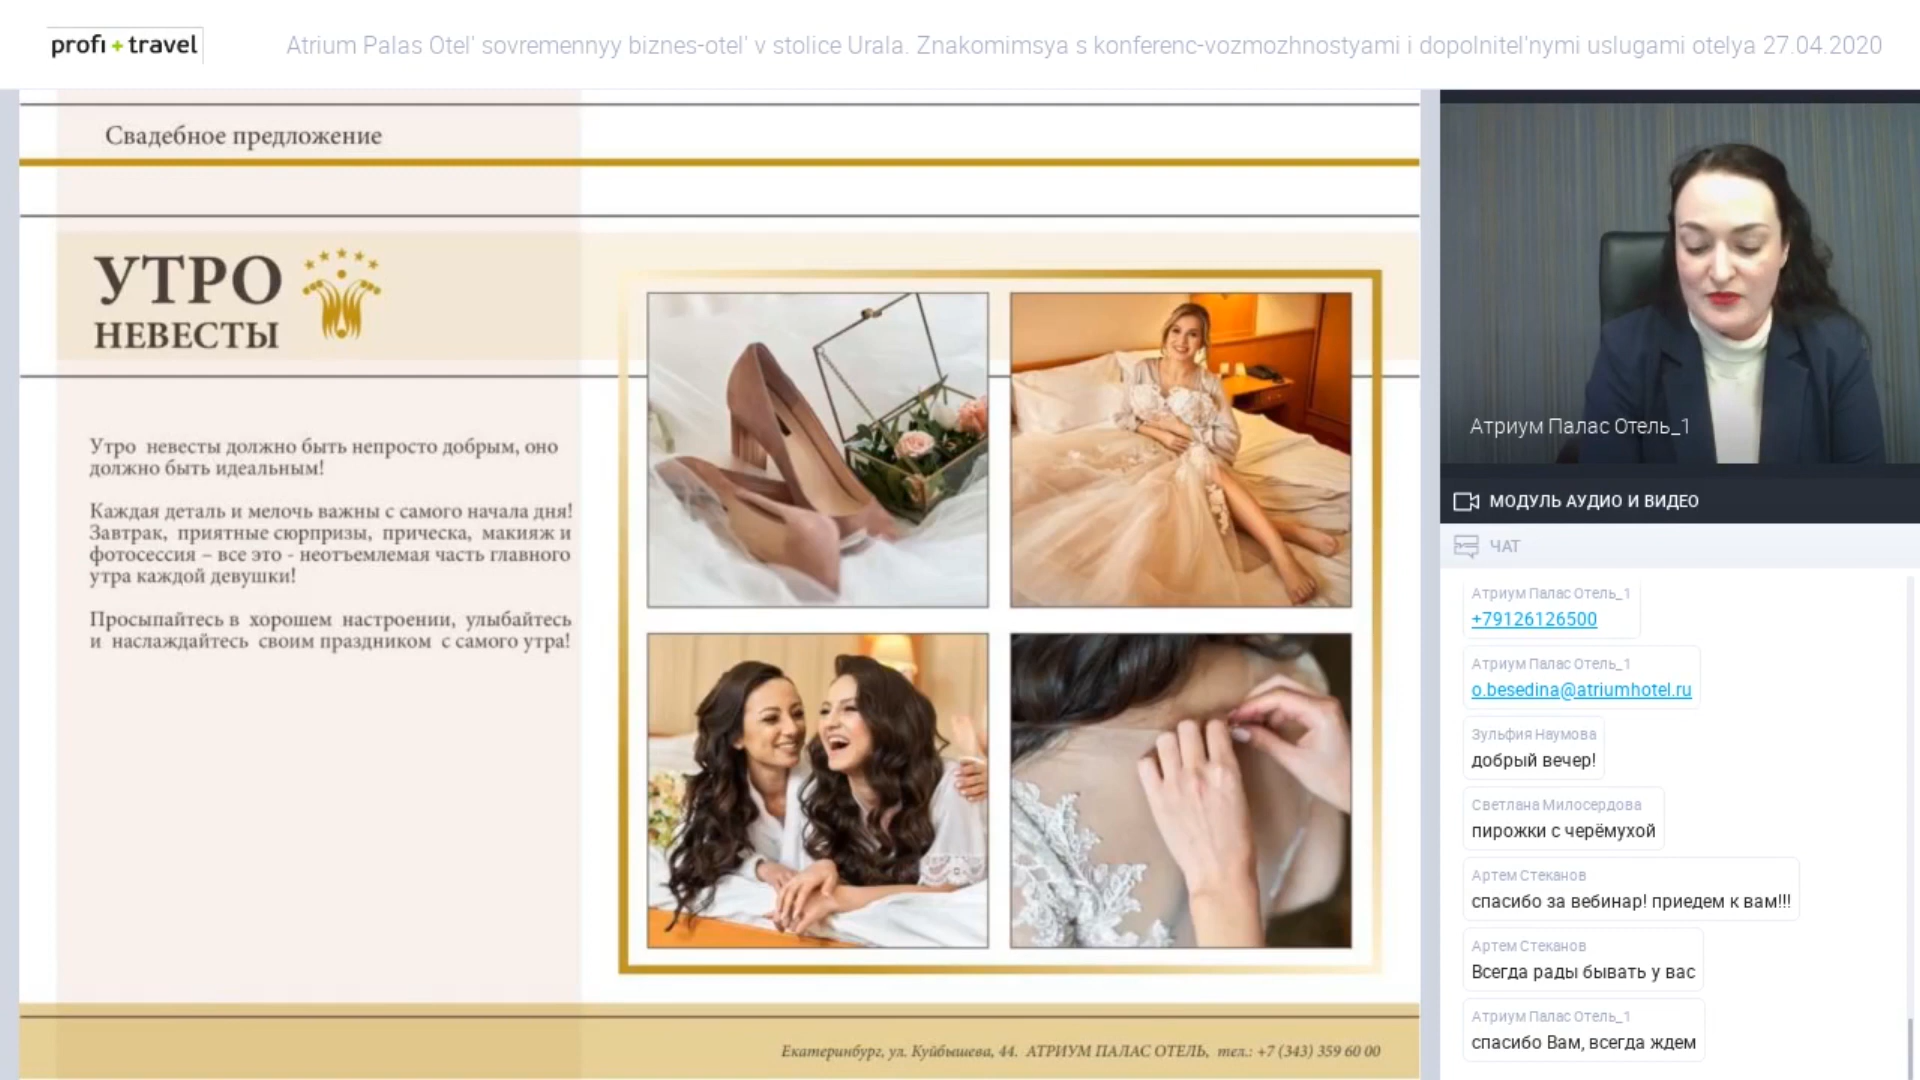 profi + travel
Atrium Palas Otel' sovremennyy biznes-otel' v stolice Urala. Znakomimsya s konferenc-vozmozhnostyami i dopolnitel'nymi uslugami otelya 27.04.2020
Свадебное предложение
УТРО
НЕВЕСТЫ
Утро невесты должно быть непросто добрым, оно
должно быть идеальным!
Каждая деталь и мелочь важны с самого начала дня!
Завтрак, приятные сюрпризы, прическа, макияж и
фотосессия – все это - неотъемлемая часть главного
утра каждой девушки!
Просыпайтесь в хорошем настроении, улыбайтесь
и наслаждайтесь своим праздником с самого утра!
Екатеринбург, ул. Куйбышева, 44. АТРИУМ ПАЛАС ОТЕЛЬ, тел.: +7 (343) 359 60 00
Атриум Палас Отель_1
МОДУЛЬ АУДИО И ВИДЕО
ЧАТ
Атриум Палас Отель_1
+79126126500
Атриум Палас Отель_1
o.besedina@atriumhotel.ru
Зульфия Наумова
добрый вечер!
Светлана Милосердова
пирожки с черёмухой
Артем Стеканов
спасибо за вебинар! приедем к вам!!!
Артем Стеканов
Всегда рады бывать у вас
Атриум Палас Отель_1
спасибо Вам, всегда ждем